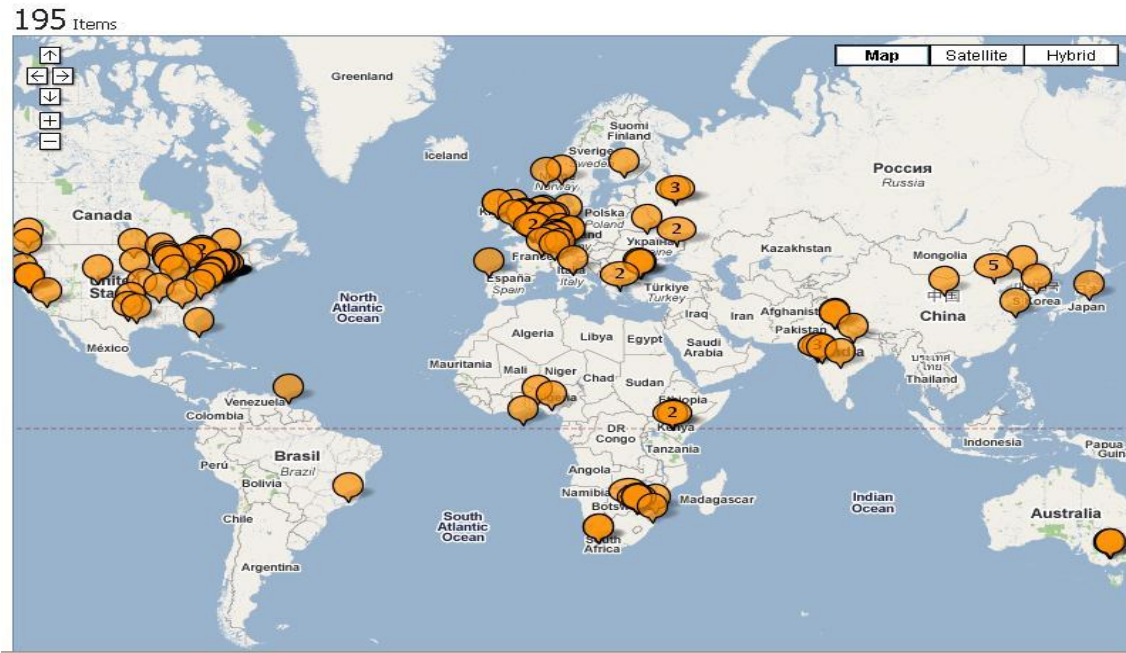 195 Items
Map Satellite Hybrid
Greenland
Iceland
Suomi
Finland
Sverige
Sweden
Norway
Россия
Russia
3
Canada
Polska
Poland
2
2
Україна
Kazakhstan
Mongolia
5
France
Italia
Italy
España
Spain
2
Türkiye
Turkey
United
States
2
North
Atlantic
Ocean
中国
China
S. Korea
Japan
Iraq
Iran
Afghanistan
Pakistan
3
México
Algeria
Libya
Egypt
Saudi
Arabia
Mauritania
Mali
Niger
Chad
Sudan
ประเทศ
ไทย
Thailand
Venezuela
Colombia
Ethiopia
2
Kenya
DR
Congo
Tanzania
Indonesia
Papua
Brasil
Brazil
Perú
Bolivia
Angola
Namibia
Madagascar
Indian
Ocean
Australia
Chile
South
Atlantic
Ocean
South
Africa
Argentina